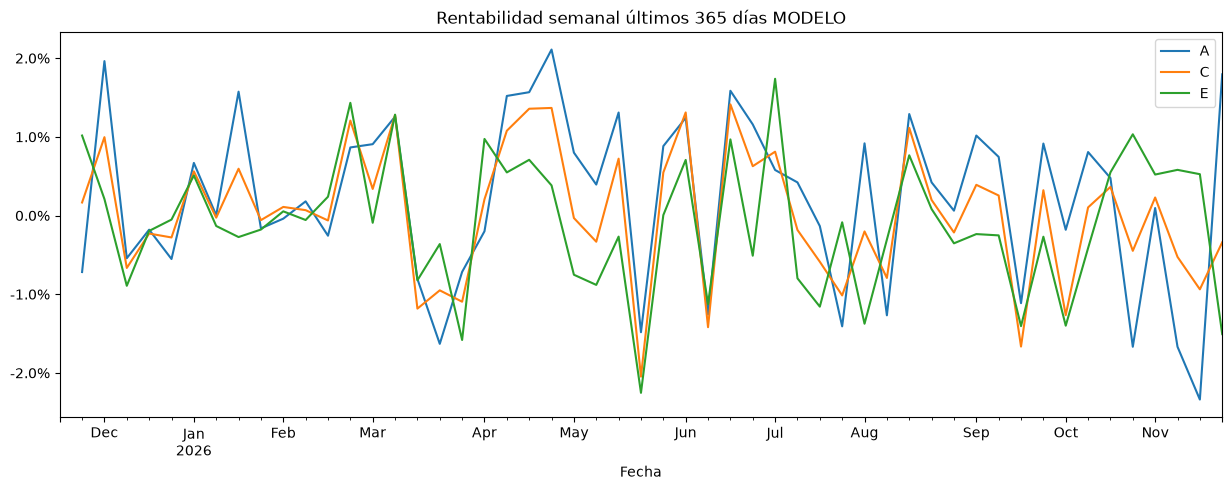 Rentabilidad semanal últimos 365 días MODELO
2.0%
1.0%
0.0%
-1.0%
-2.0%
A
C
E
Dec Jan Feb Mar Apr May Jun Jul Aug Sep Oct Nov
2026
Fecha